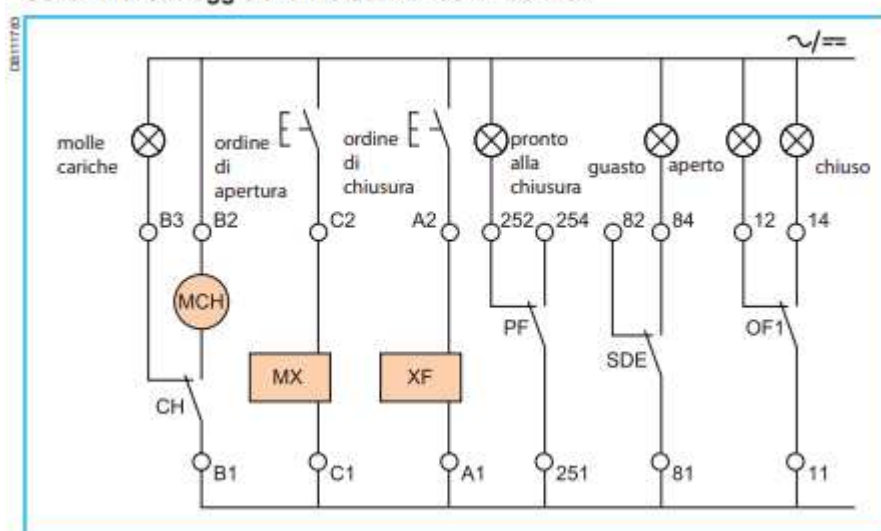 DB111783
molle
cariche
ordine
di
apertura
ordine
di
chiusura
pronto
alla
chiusura
guasto
aperto
chiuso
B3
B2
C2
A2
252
254
82
84
12
14
MCH
PF
SDE
OF1
MX
XF
CH
B1
C1
A1
251
81
11